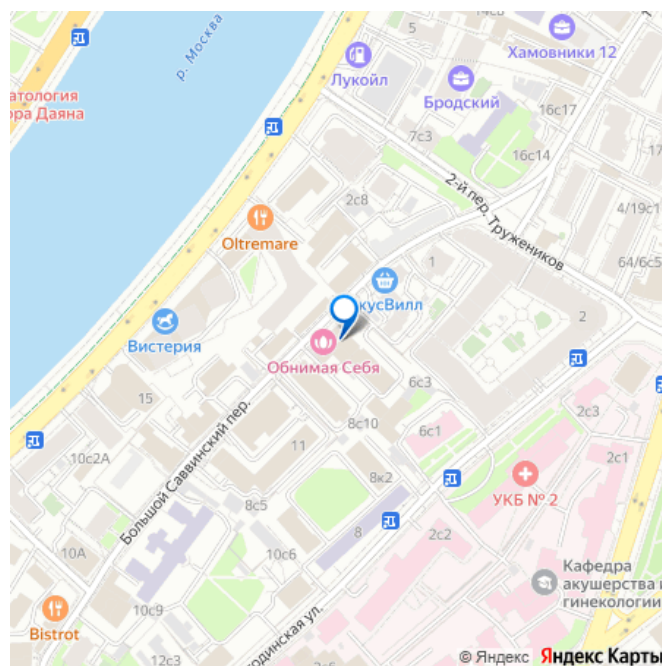 14с8
5
Хамовники 12
р. Москва
Лукойл
Бродский
атология
ора Даяна
16с17
7с3
16с14
17
2-й пер. Тружеников
2с8
4/19с1
Oltremare
1
64/6с5
кусВилл
2
Вистерия
Обнимая Себя
15
6с3
2с3
8с10
6с1
Большой Саввинский пер.
11
10с2А
2с1
8к2
УКБ № 2
8с5
8
2с2
10А
10с6
Кафедра
акушерства и
гинекологии
10с9
Bistrot
одинская ул.
12с3
© Яндекс Яндекс Карты